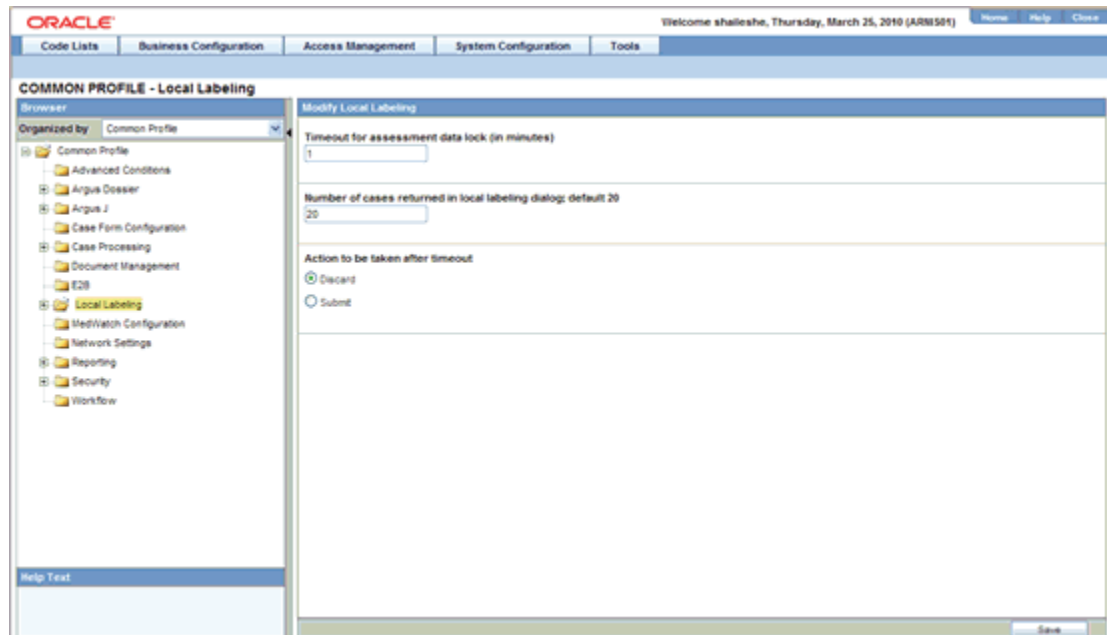 ORACLE
Welcome shaileshe, Thursday, March 25, 2010 (ARMIS01)
Home Help Close
Code Lists Business Configuration Access Management System Configuration Tools
COMMON PROFILE - Local Labeling
Browser
Organized by Common Profile
Common Profile
Advanced Conditions
Argus Dossier
Argus J
Case Form Configuration
Case Processing
Document Management
E2B
Local Labeling
MedWatch Configuration
Network Settings
Reporting
Security
Workflow
Help Text
Modify Local Labeling
Timeout for assessment data lock (in minutes)
1
Number of cases returned in local labeling dialog: default 20
20
Action to be taken after timeout
Discard
Submit
Save